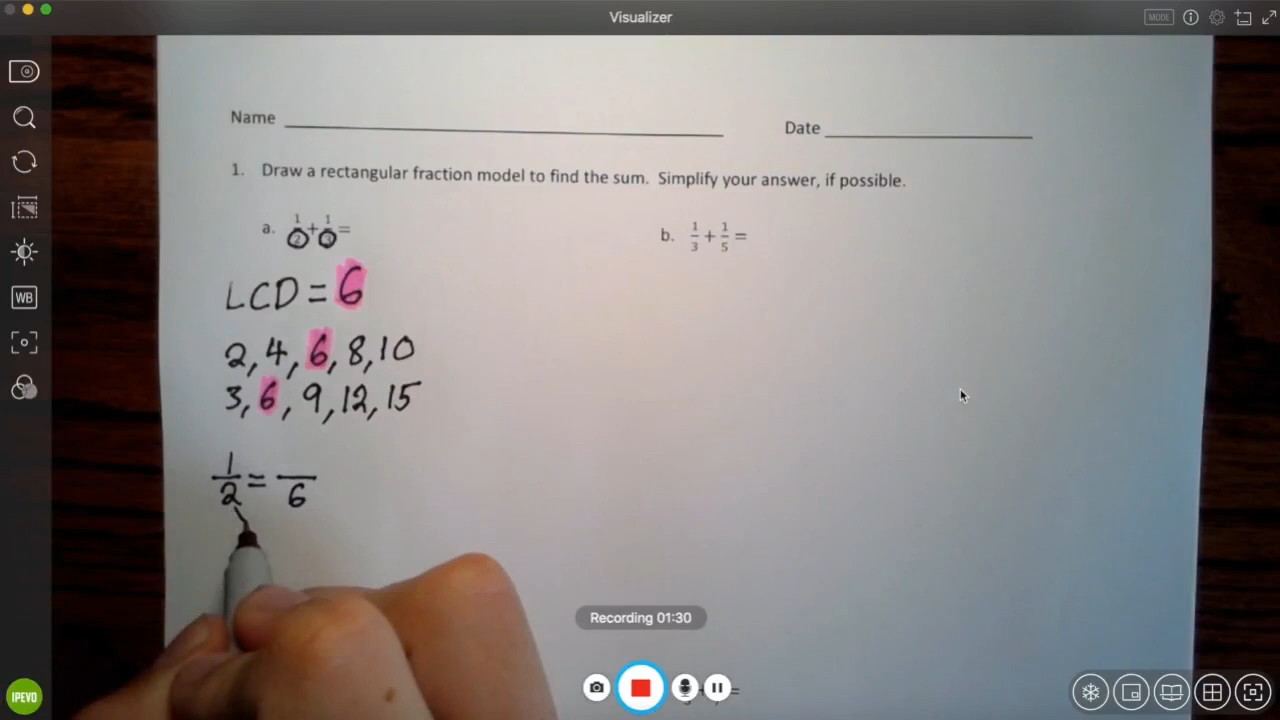 Visualizer
MODE
Name Date
1. Draw a rectangular fraction model to find the sum. Simplify your answer, if possible.
a. 1/2 + 1/3 = b. 1/3 + 1/5 =
LCD = 6
2, 4, 6, 8, 10
3, 6, 9, 12, 15
1/2 = /6
WB
Recording 01:30
IPEVO